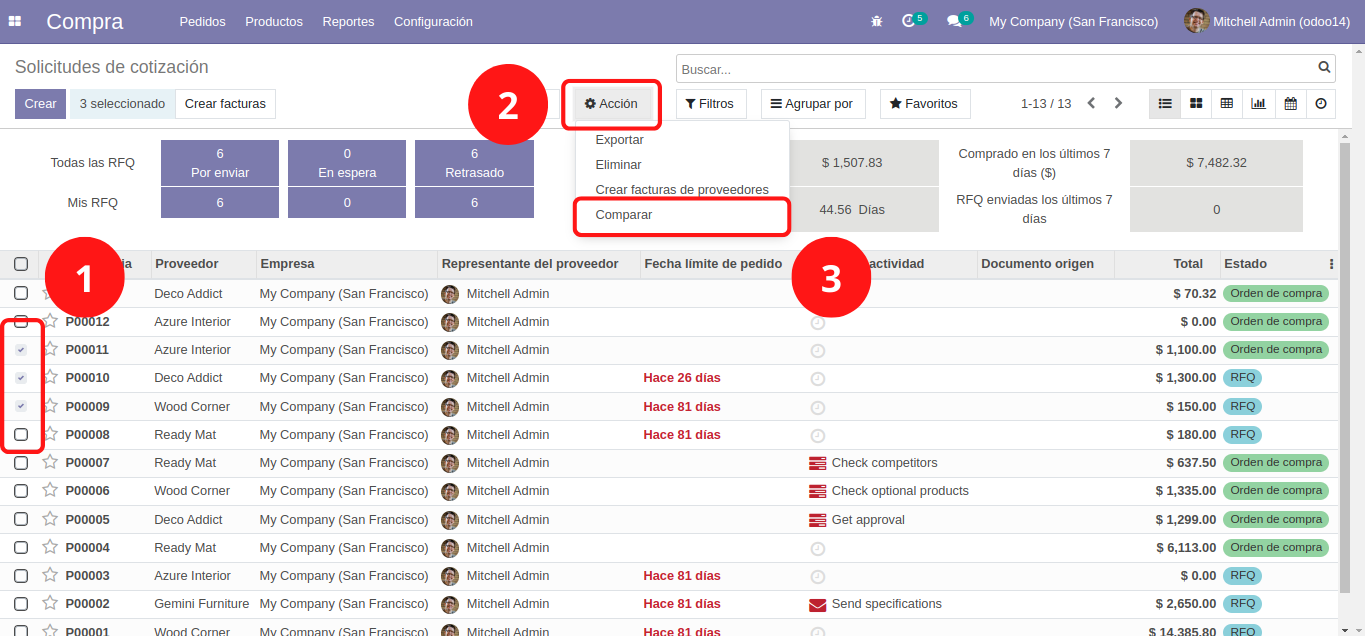 Compra Pedidos Productos Reportes Configuración 5 6 My Company (San Francisco) Mitchell Admin (odoo14)
Solicitudes de cotización
Buscar...
Crear 3 seleccionado Crear facturas
2
Acción
Filtros Agrupar por Favoritos 1-13 / 13
Exportar
Eliminar
Crear facturas de proveedores
Comparar
Todas las RFQ
6 Por enviar
0 En espera
6 Retrasado
$ 1,507.83
Comprado en los últimos 7
días ($)
$ 7,482.32
Mis RFQ 6 0 6
44.56 Días
RFQ enviadas los últimos 7
días
0
1
3
ia Proveedor Empresa Representante del proveedor Fecha límite de pedido actividad Documento origen Total Estado
Deco Addict My Company (San Francisco) Mitchell Admin $ 70.32 Orden de compra
P00012 Azure Interior My Company (San Francisco) Mitchell Admin $ 0.00 Orden de compra
P00011 Azure Interior My Company (San Francisco) Mitchell Admin $ 1,100.00 Orden de compra
P00010 Deco Addict My Company (San Francisco) Mitchell Admin Hace 26 días $ 1,300.00 RFQ
P00009 Wood Corner My Company (San Francisco) Mitchell Admin Hace 81 días $ 150.00 RFQ
P00008 Ready Mat My Company (San Francisco) Mitchell Admin Hace 81 días $ 180.00 RFQ
P00007 Ready Mat My Company (San Francisco) Mitchell Admin Check competitors $ 637.50 Orden de compra
P00006 Wood Corner My Company (San Francisco) Mitchell Admin Check optional products $ 1,335.00 Orden de compra
P00005 Deco Addict My Company (San Francisco) Mitchell Admin Get approval $ 1,299.00 Orden de compra
P00004 Ready Mat My Company (San Francisco) Mitchell Admin $ 6,113.00 Orden de compra
P00003 Azure Interior My Company (San Francisco) Mitchell Admin Hace 81 días $ 0.00 RFQ
P00002 Gemini Furniture My Company (San Francisco) Mitchell Admin Hace 81 días Send specifications $ 2,650.00 RFQ
P00001 Wood Corner My Company (San Francisco) Mitchell Admin Hace 81 días $ 14,385.80 RFQ